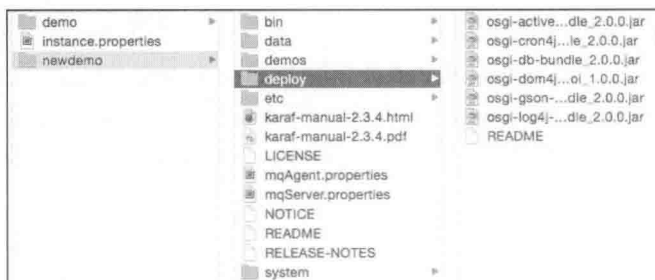 demo
instance.properties
newdemo
bin
data
demos
deploy
etc
karaf-manual-2.3.4.html
karaf-manual-2.3.4.pdf
LICENSE
mqAgent.properties
mqServer.properties
NOTICE
README
RELEASE-NOTES
system
osgi-active...dle_2.0.0.jar
osgi-cron4j...le_2.0.0.jar
osgi-db-bundle_2.0.0.jar
osgi-dom4j...oi_1.0.0.jar
osgi-gson-...dle_2.0.0.jar
osgi-log4j-...dle_2.0.0.jar
README